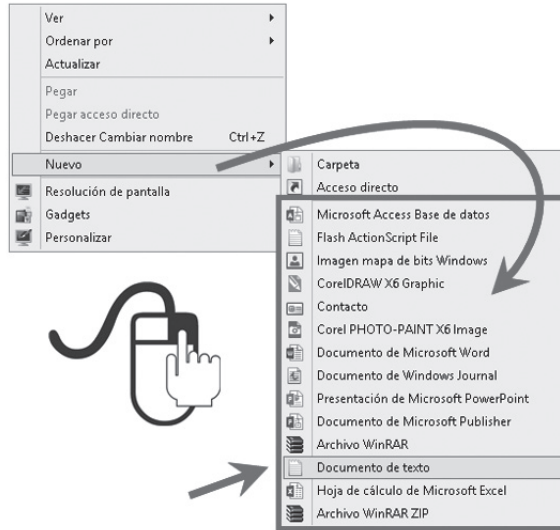 Ver
Ordenar por
Actualizar
Pegar
Pegar acceso directo
Deshacer Cambiar nombre Ctrl+Z
Nuevo
Resolución de pantalla
Gadgets
Personalizar
Carpeta
Acceso directo
Microsoft Access Base de datos
Flash ActionScript File
Imagen mapa de bits Windows
CorelDRAW X6 Graphic
Contacto
Corel PHOTO-PAINT X6 Image
Documento de Microsoft Word
Documento de Windows Journal
Presentación de Microsoft PowerPoint
Documento de Microsoft Publisher
Archivo WinRAR
Documento de texto
Hoja de cálculo de Microsoft Excel
Archivo WinRAR ZIP